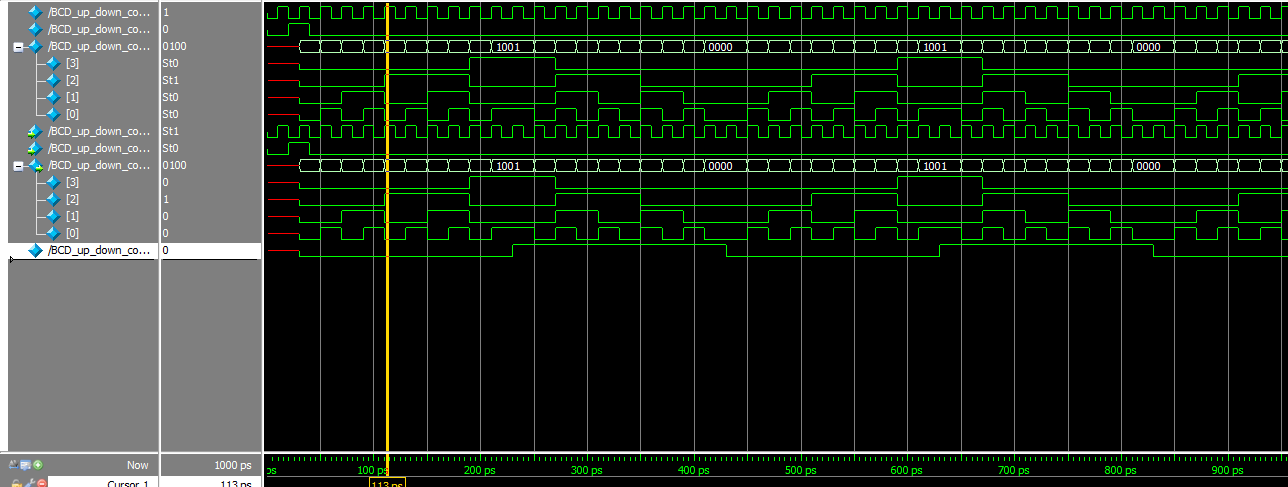 /BCD_up_down_co... 1
/BCD_up_down_co... 0
/BCD_up_down_co... 0100 1001 0000 1001 0000
[3] St0
[2] St1
[1] St0
[0] St0
/BCD_up_down_co... St1
/BCD_up_down_co... St0
/BCD_up_down_co... 0100 1001 0000 1001 0000
[3] 0
[2] 1
[1] 0
[0] 0
/BCD_up_down_co... 0
Now 1000 ps ps 100 ps 200 ps 300 ps 400 ps 500 ps 600 ps 700 ps 800 ps 900 ps
Cursor 1 113 ps 113 ps